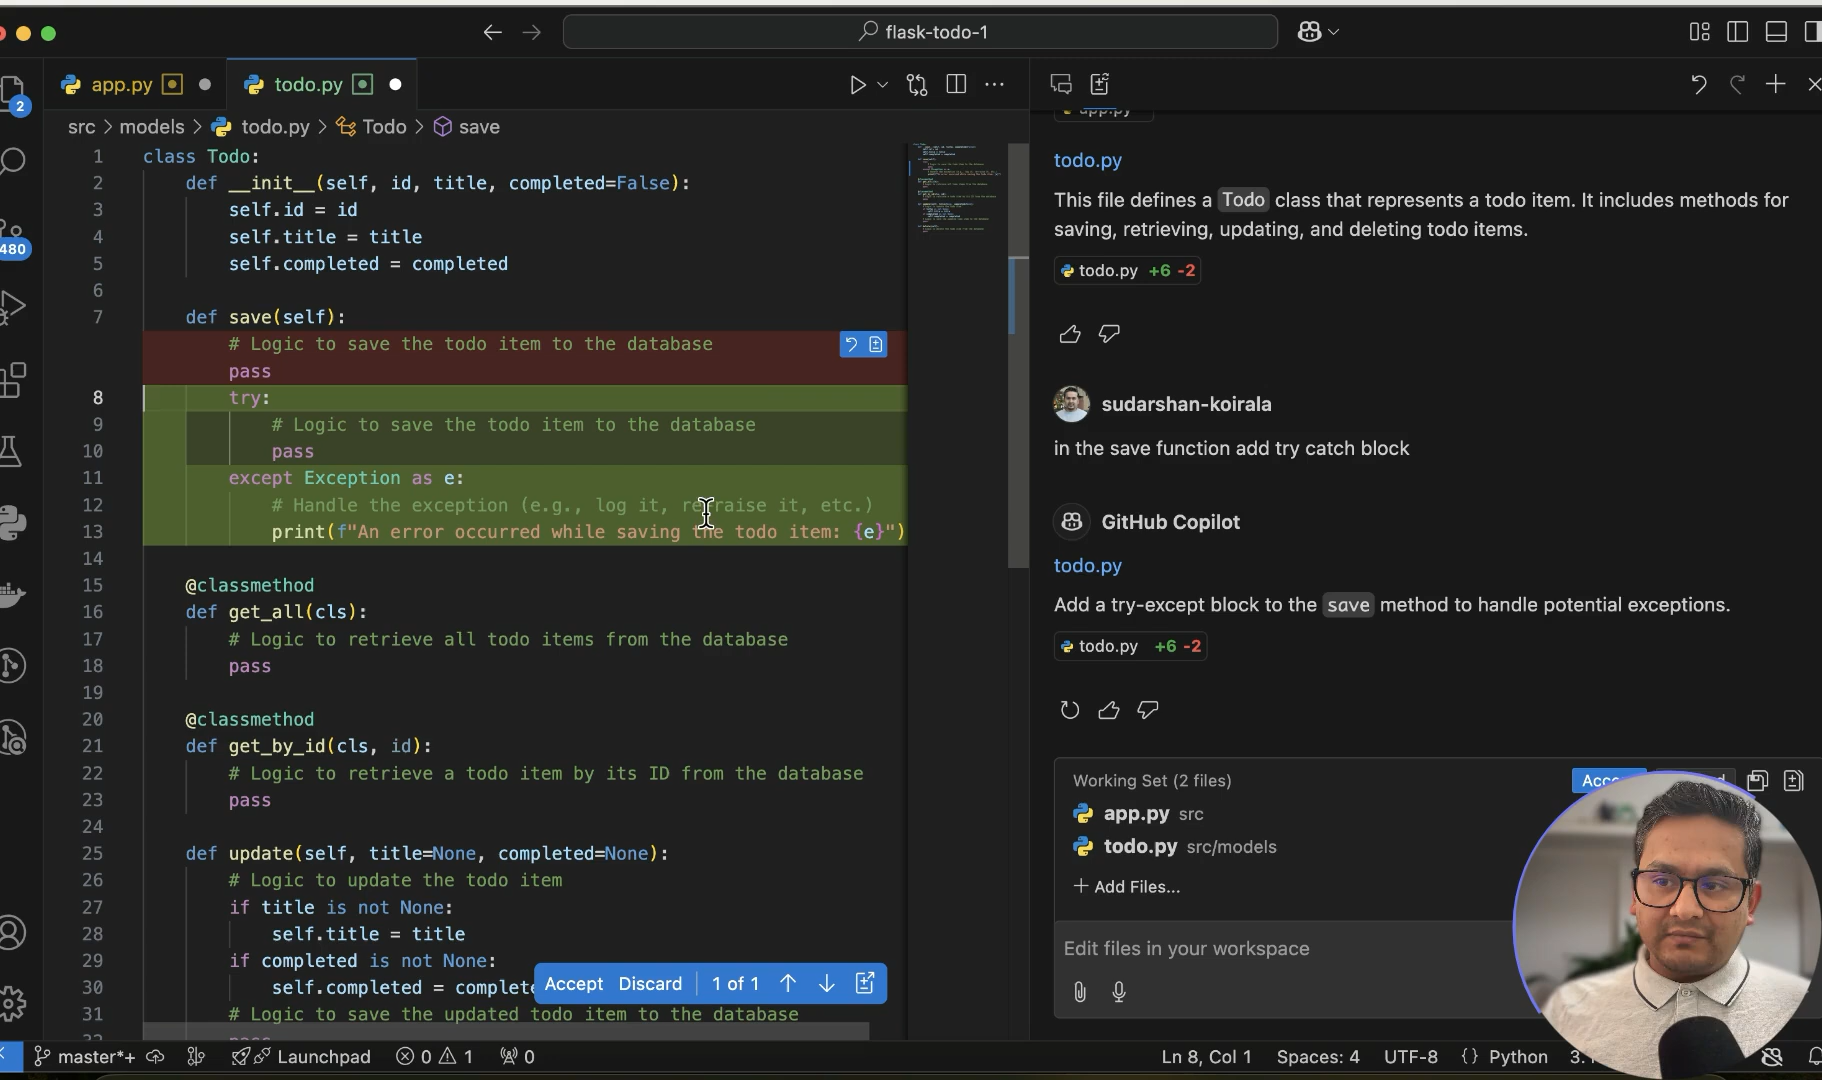 flask-todo-1
app.py
todo.py
2
src > models > todo.py > Todo > save
480
1 class Todo:
2 def __init__(self, id, title, completed=False):
3 self.id = id
4 self.title = title
5 self.completed = completed
6
7 def save(self):
# Logic to save the todo item to the database
pass
8 try:
9 # Logic to save the todo item to the database
10 pass
11 except Exception as e:
12 # Handle the exception (e.g., log it, re-raise it, etc.)
13 print(f"An error occurred while saving the todo item: {e}")
14
15 @classmethod
16 def get_all(cls):
17 # Logic to retrieve all todo items from the database
18 pass
19
20 @classmethod
21 def get_by_id(cls, id):
22 # Logic to retrieve a todo item by its ID from the database
23 pass
24
25 def update(self, title=None, completed=None):
26 # Logic to update the todo item
27 if title is not None:
28 self.title = title
29 if completed is not None:
30 self.completed = complete
31 # Logic to save the updated todo item to the database
32 pass
Accept Discard 1 of 1
app.py
todo.py
This file defines a Todo class that represents a todo item. It includes methods for
saving, retrieving, updating, and deleting todo items.
todo.py +6 -2
sudarshan-koirala
in the save function add try catch block
GitHub Copilot
todo.py
Add a try-except block to the save method to handle potential exceptions.
todo.py +6 -2
Working Set (2 files)
app.py src
todo.py src/models
+ Add Files...
Edit files in your workspace
master*+ Launchpad 0 1 0 Ln 8, Col 1 Spaces: 4 UTF-8 {} Python